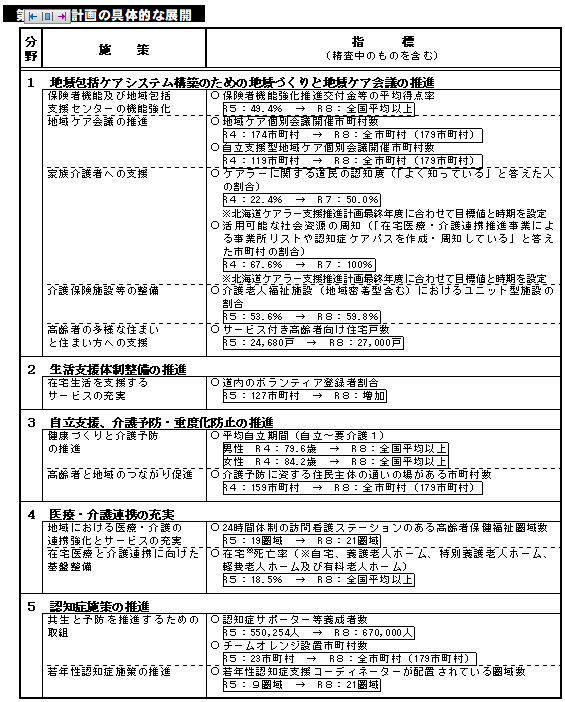 計画の具体的な展開
分野
施 策
指 標
（精査中のものを含む）
1 地域包括ケアシステム構築のための地域づくりと地域ケア会議の推進
保険者機能及び地域包括
支援センターの機能強化
○保険者機能強化推進交付金等の平均得点率
R5：49.4% → R8：全国平均以上
地域ケア会議の推進
○地域ケア個別会議開催市町村数
R4：174市町村 → R8：全市町村（179市町村）
○自立支援型地域ケア個別会議開催市町村数
R4：119市町村 → R8：全市町村（179市町村）
家族介護者への支援
○ケアラーに関する道民の認知度（「よく知っている」と答えた人
の割合）
R4：22.4% → R7：50.0%
※北海道ケアラー支援推進計画最終年度に合わせて目標値と時期を設定
○活用可能な社会資源の周知（「在宅医療・介護連携推進事業によ
る事業所リストや認知症ケアパスを作成・周知している」と答え
た市町村の割合）
R4：67.6% → R7：100%
※北海道ケアラー支援推進計画最終年度に合わせて目標値と時期を設定
介護保険施設等の整備
○介護老人福祉施設（地域密着型含む）におけるユニット型施設の
割合
R5：53.6% → R8：59.8%
高齢者の多様な住まい
と住まい方への支援
○サービス付き高齢者向け住宅戸数
R5：24,680戸 → R8：27,000戸
2 生活支援体制整備の推進
在宅生活を支援する
サービスの充実
○道内のボランティア登録者割合
R5：127市町村 → R8：増加
3 自立支援、介護予防・重度化防止の推進
健康づくりと介護予防
の推進
○平均自立期間（自立～要介護1）
男性 R4：79.6歳 → R8：全国平均以上
女性 R4：84.2歳 → R8：全国平均以上
高齢者と地域のつながり促進
○介護予防に資する住民主体の通いの場がある市町村数
R4：159市町村 → R8：全市町村（179市町村）
4 医療・介護連携の充実
地域における医療・介護の
連携強化とサービスの充実
○24時間体制の訪問看護ステーションのある高齢者保健福祉圏域数
R5：19圏域 → R8：21圏域
在宅医療と介護連携に向けた
基盤整備
○在宅※死亡率（※自宅、養護老人ホーム、特別養護老人ホーム、
軽費老人ホーム及び有料老人ホーム）
R5：18.5% → R8：全国平均以上
5 認知症施策の推進
共生と予防を推進するための
取組
○認知症サポーター等養成者数
R5：550,254人 → R8：670,000人
○チームオレンジ設置市町村数
R5：23市町村 → R8：全市町村（179市町村）
若年性認知症施策の推進
○若年性認知症支援コーディネーターが配置されている圏域数
R5：9圏域 → R8：21圏域